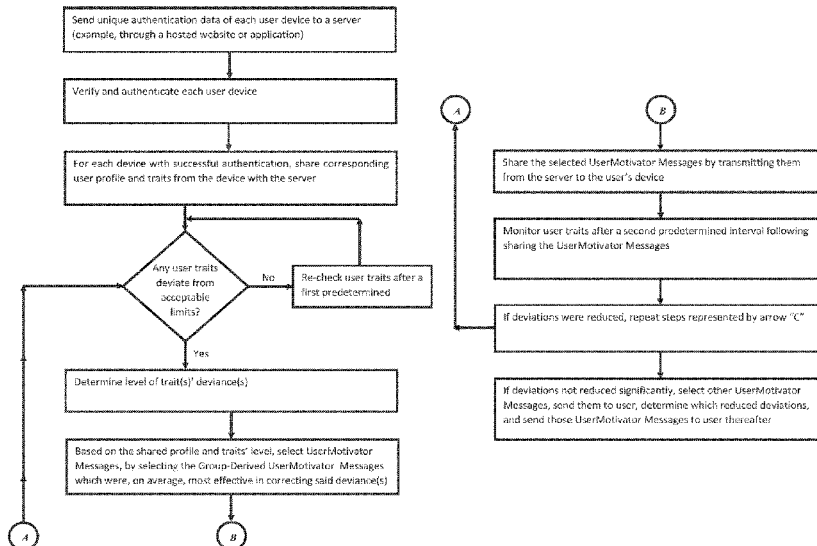 Send unique authentication data of each user device to a server
(example, through a hosted website or application)
Verify and authenticate each user device
For each device with successful authentication, share corresponding
user profile and traits from the device with the server
Any user traits
deviate from
acceptable
limits?
No
Re-check user traits after a
first predetermined
Yes
Determine level of trait(s)' deviance(s)
Based on the shared profile and traits' level, select UserMotivator
Messages, by selecting the Group-Derived UserMotivator Messages
which were, on average, most effective in correcting said deviance(s)
A
B
A
B
Share the selected UserMotivator Messages by transmitting them
from the server to the user's device
Monitor user traits after a second predetermined interval following
sharing the UserMotivator Messages
If deviations were reduced, repeat steps represented by arrow "C"
If deviations not reduced significantly, select other UserMotivator
Messages, send them to user, determine which reduced deviations,
and send those UserMotivator Messages to user thereafter